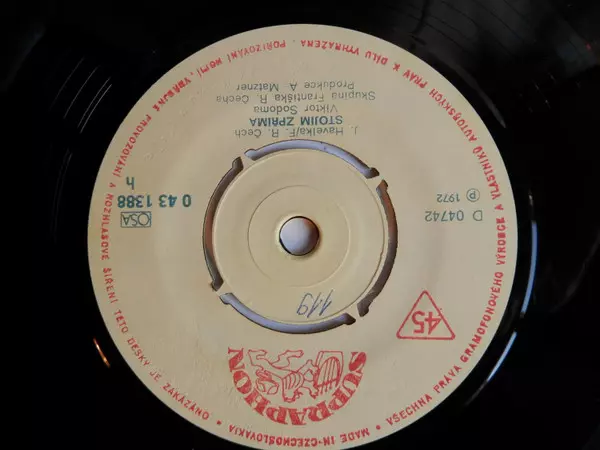 SUPRAPHON
45
119
D 04742
Ⓟ 1972
0 43 1388
h
OSA
J. Havelka/F. R. Čech
STOJÍM ZPŘÍMA
Viktor Sodoma
Skupina Františka R. Čecha
Produkce A. Matzner
• MADE IN CZECHOSLOVAKIA • VŠECHNA PRÁVA GRAMOFONOVÉHO VÝROBCE A VLASTNÍKŮ AUTORSKÝCH PRÁV K DÍLU VYHRAZENA. POŘIZOVÁNÍ KOPIÍ, VEŘEJNÉ PROVOZOVÁNÍ A ROZHLASOVÉ ŠÍŘENÍ TÉTO DESKY JE ZAKÁZÁNO